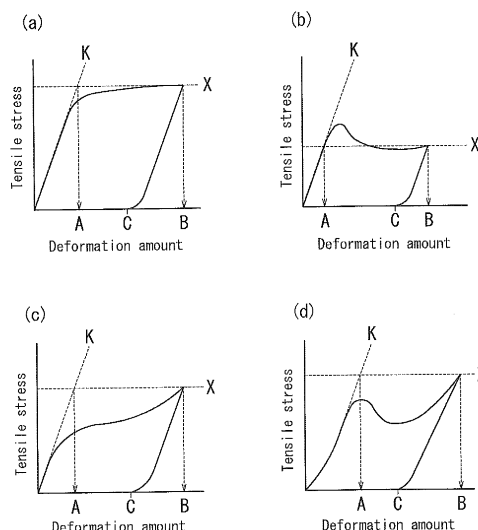 (a)
K
X
Tensile stress
A
C
B
Deformation amount
(b)
K
X
Tensile stress
A
C
B
Deformation amount
(c)
K
X
Tensile stress
A
C
B
Deformation amount
(d)
K
Tensile stress
A
C
B
Deformation amount